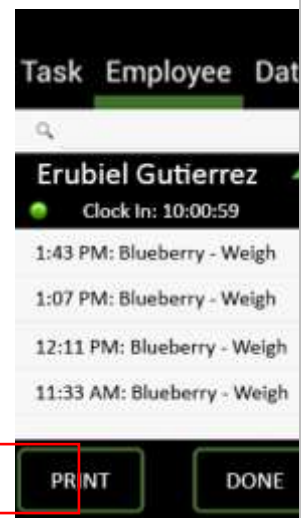 Task Employee Dat
Erubiel Gutierrez
Clock In: 10:00:59
1:43 PM: Blueberry - Weigh
1:07 PM: Blueberry - Weigh
12:11 PM: Blueberry - Weigh
11:33 AM: Blueberry - Weigh
PRINT DONE